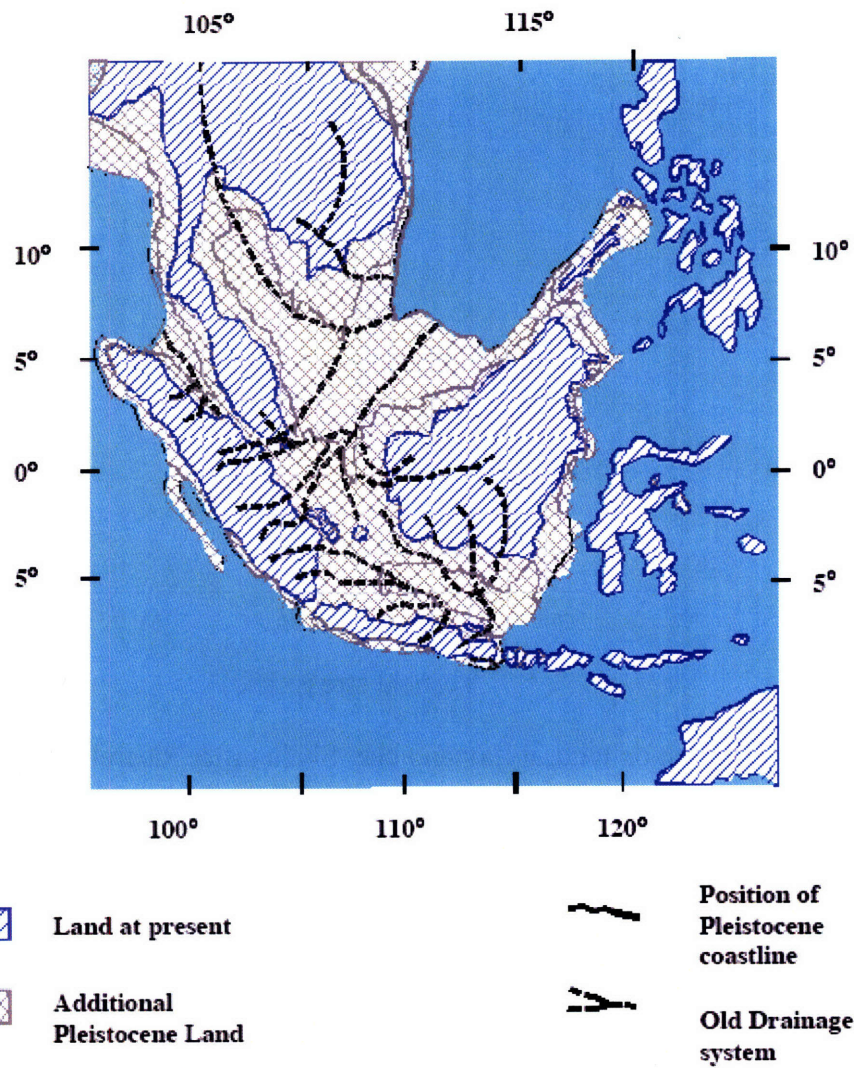 105° 115°
10° 10°
5° 5°
0° 0°
5° 5°
100° 110° 120°
Land at present
Position of
Pleistocene
coastline
Additional
Pleistocene Land
Old Drainage
system